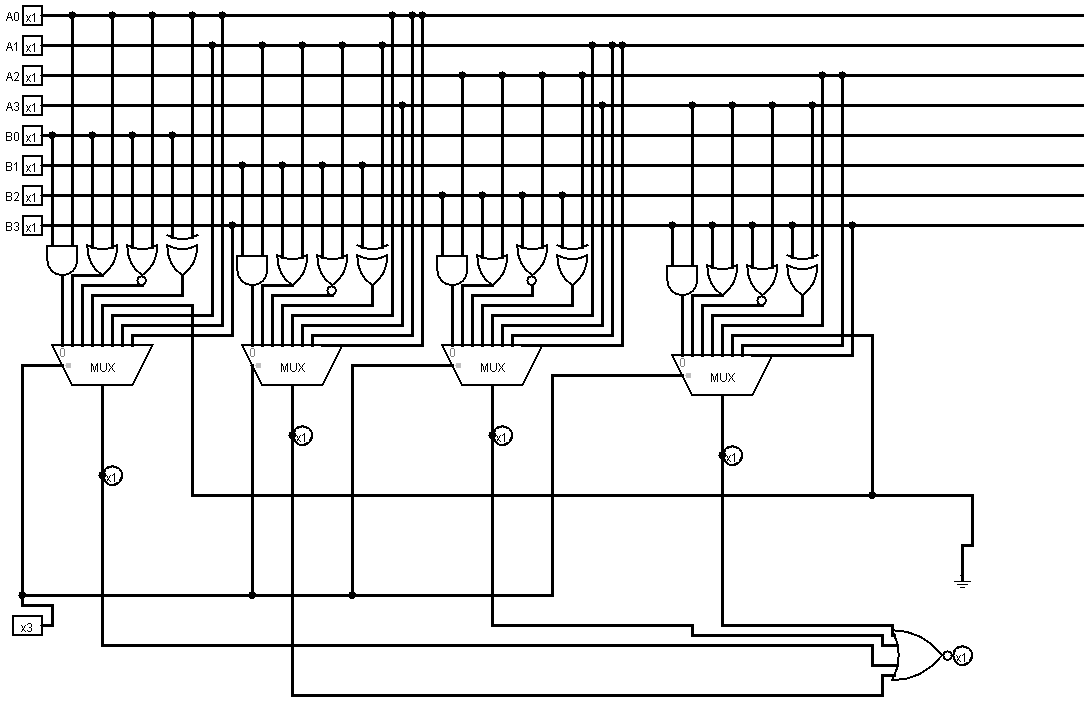 A0 x1
A1 x1
A2 x1
A3 x1
B0 x1
B1 x1
B2 x1
B3 x1
0 0 0 0
MUX MUX MUX MUX
x1 x1
x1
x1
x3
x1